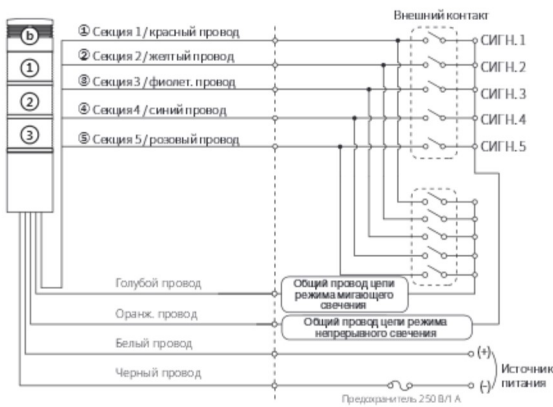 Внешний контакт
b
① Секция 1/красный провод
СИГН.1
② Секция 2/желтый провод
СИГН.2
1
③ Секция 3/фиолет. провод
СИГН.3
2
④ Секция 4/синий провод
СИГН.4
3
⑤ Секция 5/розовый провод
СИГН.5
Голубой провод
Общий провод цепи
режима мигающего
свечения
Оранж. провод
Общий провод цепи режима
непрерывного свечения
Белый провод
(+)
Источник
питания
Черный провод
(-)
Предохранитель 250 В/1 А